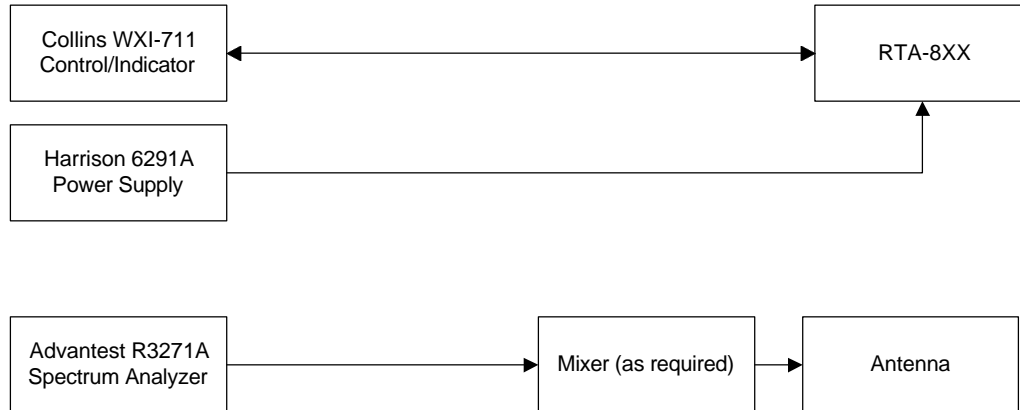 Collins WXI-711
Control/Indicator
RTA-8XX
Harrison 6291A
Power Supply
Advantest R3271A
Spectrum Analyzer
Mixer (as required)
Antenna